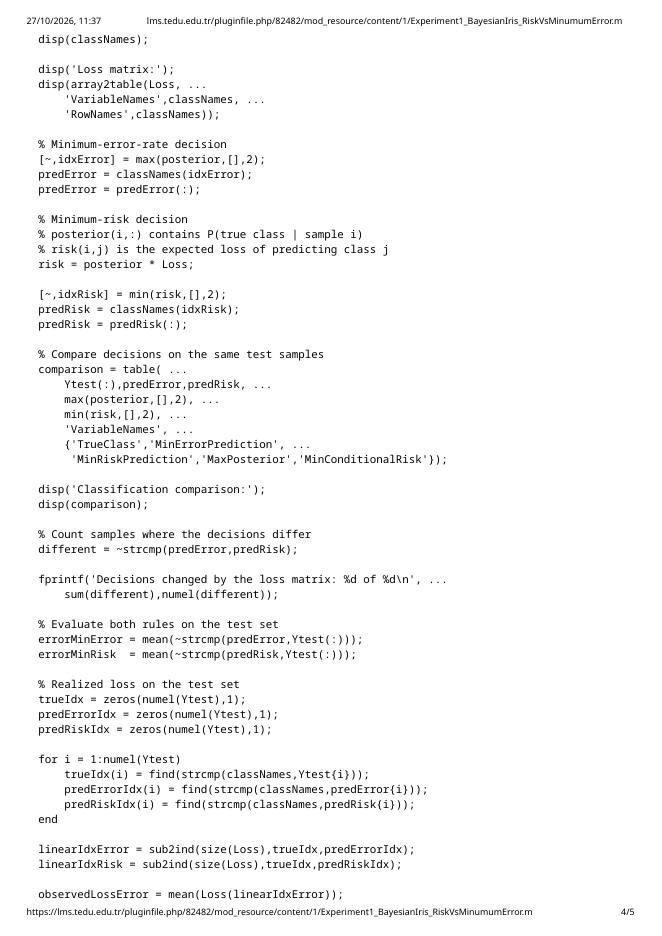 27/10/2026, 11:37 lms.tedu.edu.tr/pluginfile.php/82482/mod_resource/content/1/Experiment1_BayesianIris_RiskVsMinumumError.m
disp(classNames);

disp('Loss matrix:');
disp(array2table(Loss, ...
    'VariableNames',classNames, ...
    'RowNames',classNames));

% Minimum-error-rate decision
[~,idxError] = max(posterior,[],2);
predError = classNames(idxError);
predError = predError(:);

% Minimum-risk decision
% posterior(i,:) contains P(true class | sample i)
% risk(i,j) is the expected loss of predicting class j
risk = posterior * Loss;

[~,idxRisk] = min(risk,[],2);
predRisk = classNames(idxRisk);
predRisk = predRisk(:);

% Compare decisions on the same test samples
comparison = table( ...
    Ytest(:),predError,predRisk, ...
    max(posterior,[],2), ...
    min(risk,[],2), ...
    'VariableNames', ...
    {'TrueClass','MinErrorPrediction', ...
     'MinRiskPrediction','MaxPosterior','MinConditionalRisk'});

disp('Classification comparison:');
disp(comparison);

% Count samples where the decisions differ
different = ~strcmp(predError,predRisk);

fprintf('Decisions changed by the loss matrix: %d of %d\n', ...
    sum(different),numel(different));

% Evaluate both rules on the test set
errorMinError = mean(~strcmp(predError,Ytest(:)));
errorMinRisk  = mean(~strcmp(predRisk,Ytest(:)));

% Realized loss on the test set
trueIdx = zeros(numel(Ytest),1);
predErrorIdx = zeros(numel(Ytest),1);
predRiskIdx = zeros(numel(Ytest),1);

for i = 1:numel(Ytest)
    trueIdx(i) = find(strcmp(classNames,Ytest{i}));
    predErrorIdx(i) = find(strcmp(classNames,predError{i}));
    predRiskIdx(i) = find(strcmp(classNames,predRisk{i}));
end

linearIdxError = sub2ind(size(Loss),trueIdx,predErrorIdx);
linearIdxRisk = sub2ind(size(Loss),trueIdx,predRiskIdx);

observedLossError = mean(Loss(linearIdxError));
https://lms.tedu.edu.tr/pluginfile.php/82482/mod_resource/content/1/Experiment1_BayesianIris_RiskVsMinumumError.m 4/5